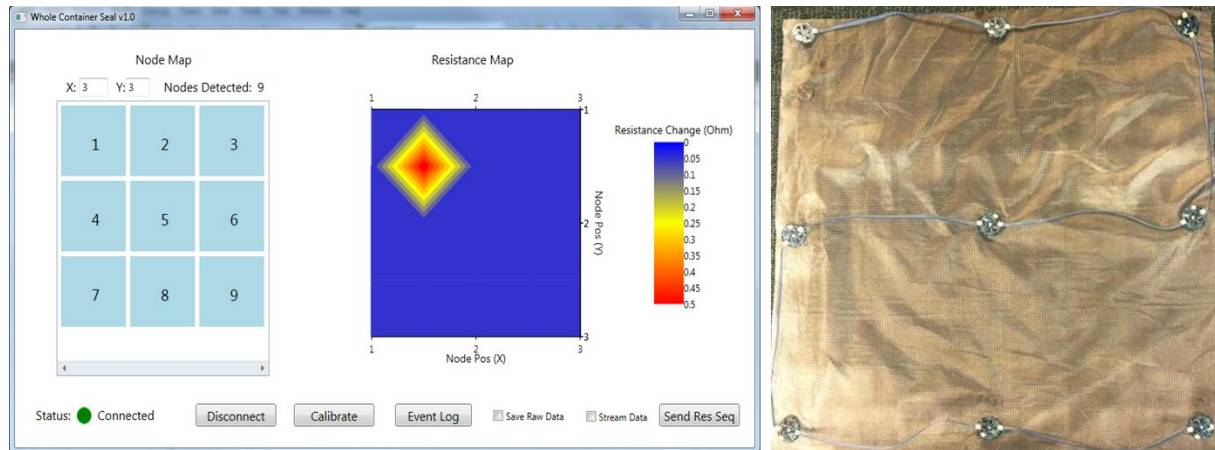 Whole Container Seal v1.0
Node Map
X: 3 Y: 3 Nodes Detected: 9
1 2 3
4 5 6
7 8 9
Resistance Map
1 2 3
1
2
3
Node Pos (Y)
1 2 3
Node Pos (X)
Resistance Change (Ohm)
0
0.05
0.1
0.15
0.2
0.25
0.3
0.35
0.4
0.45
0.5
Status: Connected
Disconnect
Calibrate
Event Log
Save Raw Data
Stream Data
Send Res Seq